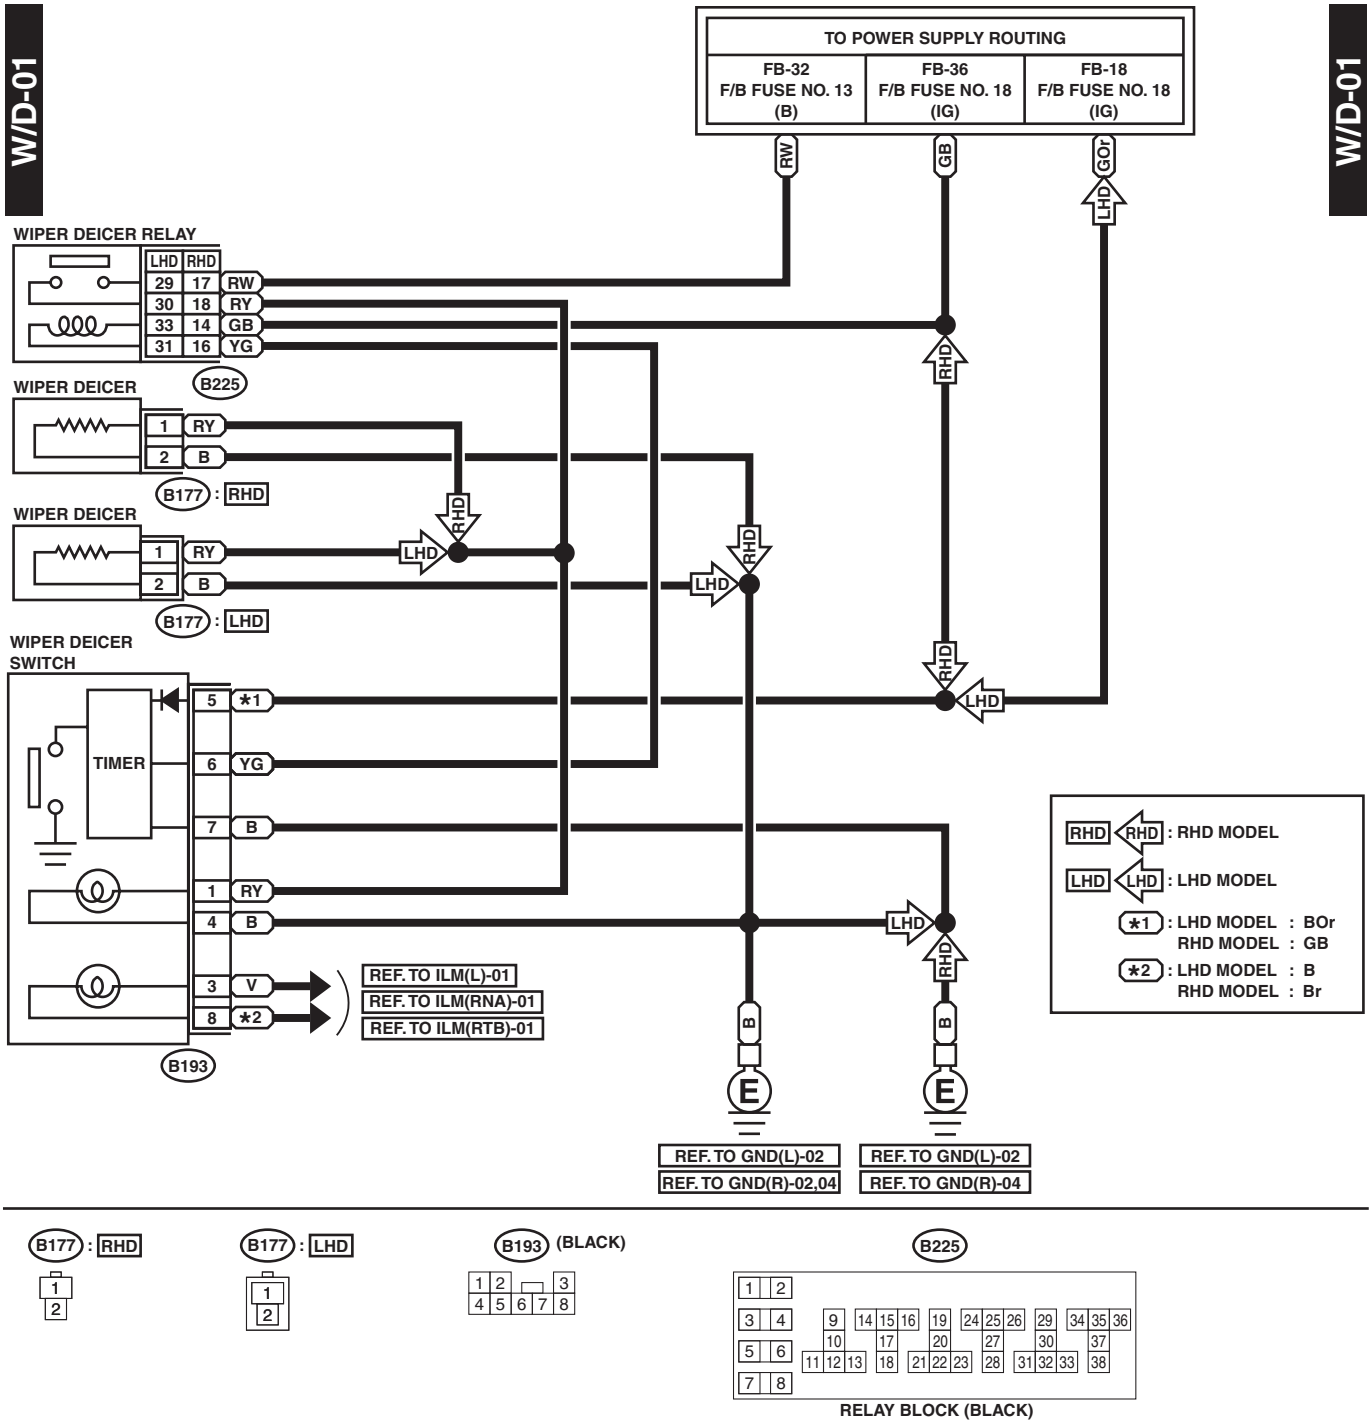 W/D-01
W/D-01
TO POWER SUPPLY ROUTING
FB-32
F/B FUSE NO. 13
(B)
FB-36
F/B FUSE NO. 18
(IG)
FB-18
F/B FUSE NO. 18
(IG)
RW
GB
GOr
LHD
WIPER DEICER RELAY
LHD RHD
29 17 RW
30 18 RY
33 14 GB
31 16 YG
B225
RHD
WIPER DEICER
1 RY
2 B
B177 : RHD
RHD
RHD
WIPER DEICER
1 RY
LHD
2 B
LHD
B177 : LHD
WIPER DEICER
SWITCH
RHD
5 *1
LHD
TIMER
6 YG
7 B
1 RY
4 B
LHD
RHD
3 V
8 *2
REF. TO ILM(L)-01
REF. TO ILM(RNA)-01
REF. TO ILM(RTB)-01
B193
B
B
E
E
REF. TO GND(L)-02
REF. TO GND(R)-02,04
REF. TO GND(L)-02
REF. TO GND(R)-04
RHD RHD : RHD MODEL
LHD LHD : LHD MODEL
*1 : LHD MODEL : BOr
RHD MODEL : GB
*2 : LHD MODEL : B
RHD MODEL : Br
B177 : RHD
1
2
B177 : LHD
1
2
B193 (BLACK)
1 2 3
4 5 6 7 8
B225
1 2
3 4 9 14 15 16 19 24 25 26 29 34 35 36
10 17 20 27 30 37
5 6 11 12 13 18 21 22 23 28 31 32 33 38
7 8
RELAY BLOCK (BLACK)